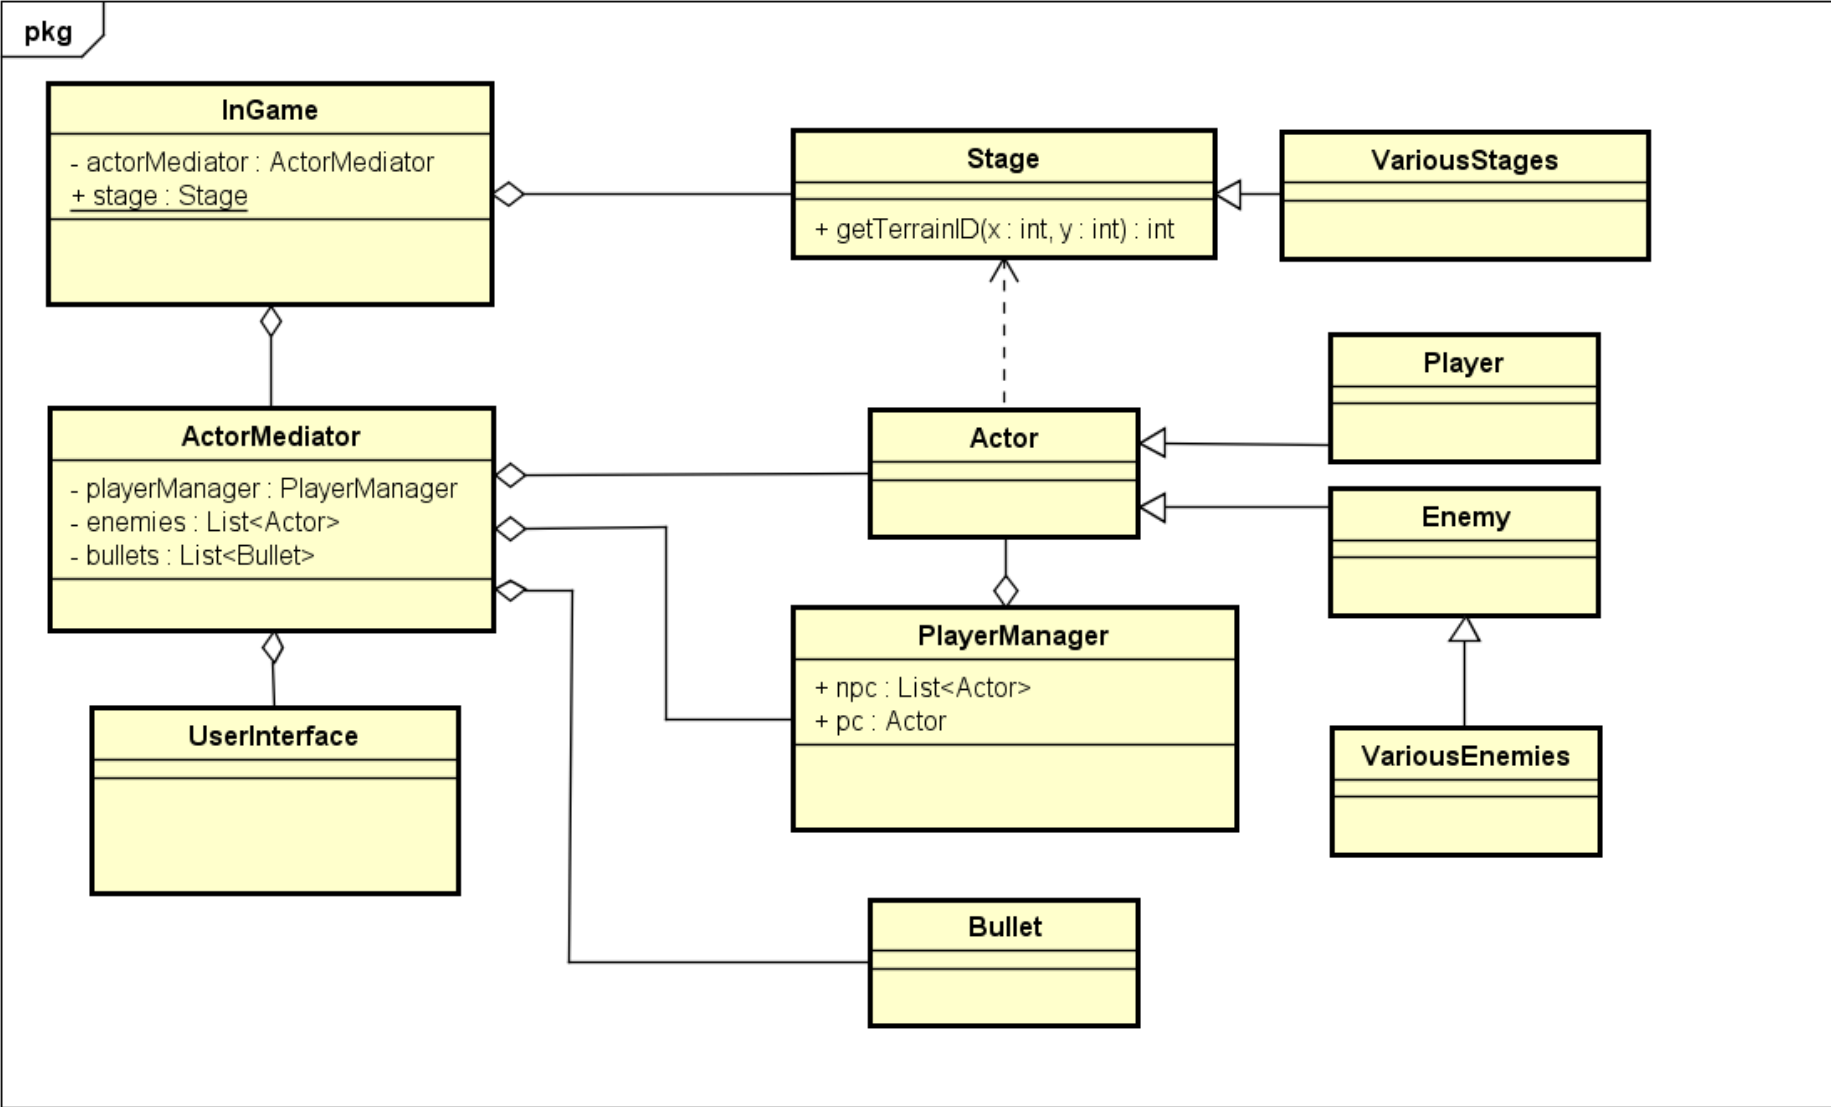 pkg
InGame
- actorMediator : ActorMediator
+ stage : Stage
Stage
+ getTerrainID(x : int, y : int) : int
VariousStages
Player
ActorMediator
- playerManager : PlayerManager
- enemies : List<Actor>
- bullets : List<Bullet>
Actor
Enemy
PlayerManager
+ npc : List<Actor>
+ pc : Actor
UserInterface
VariousEnemies
Bullet